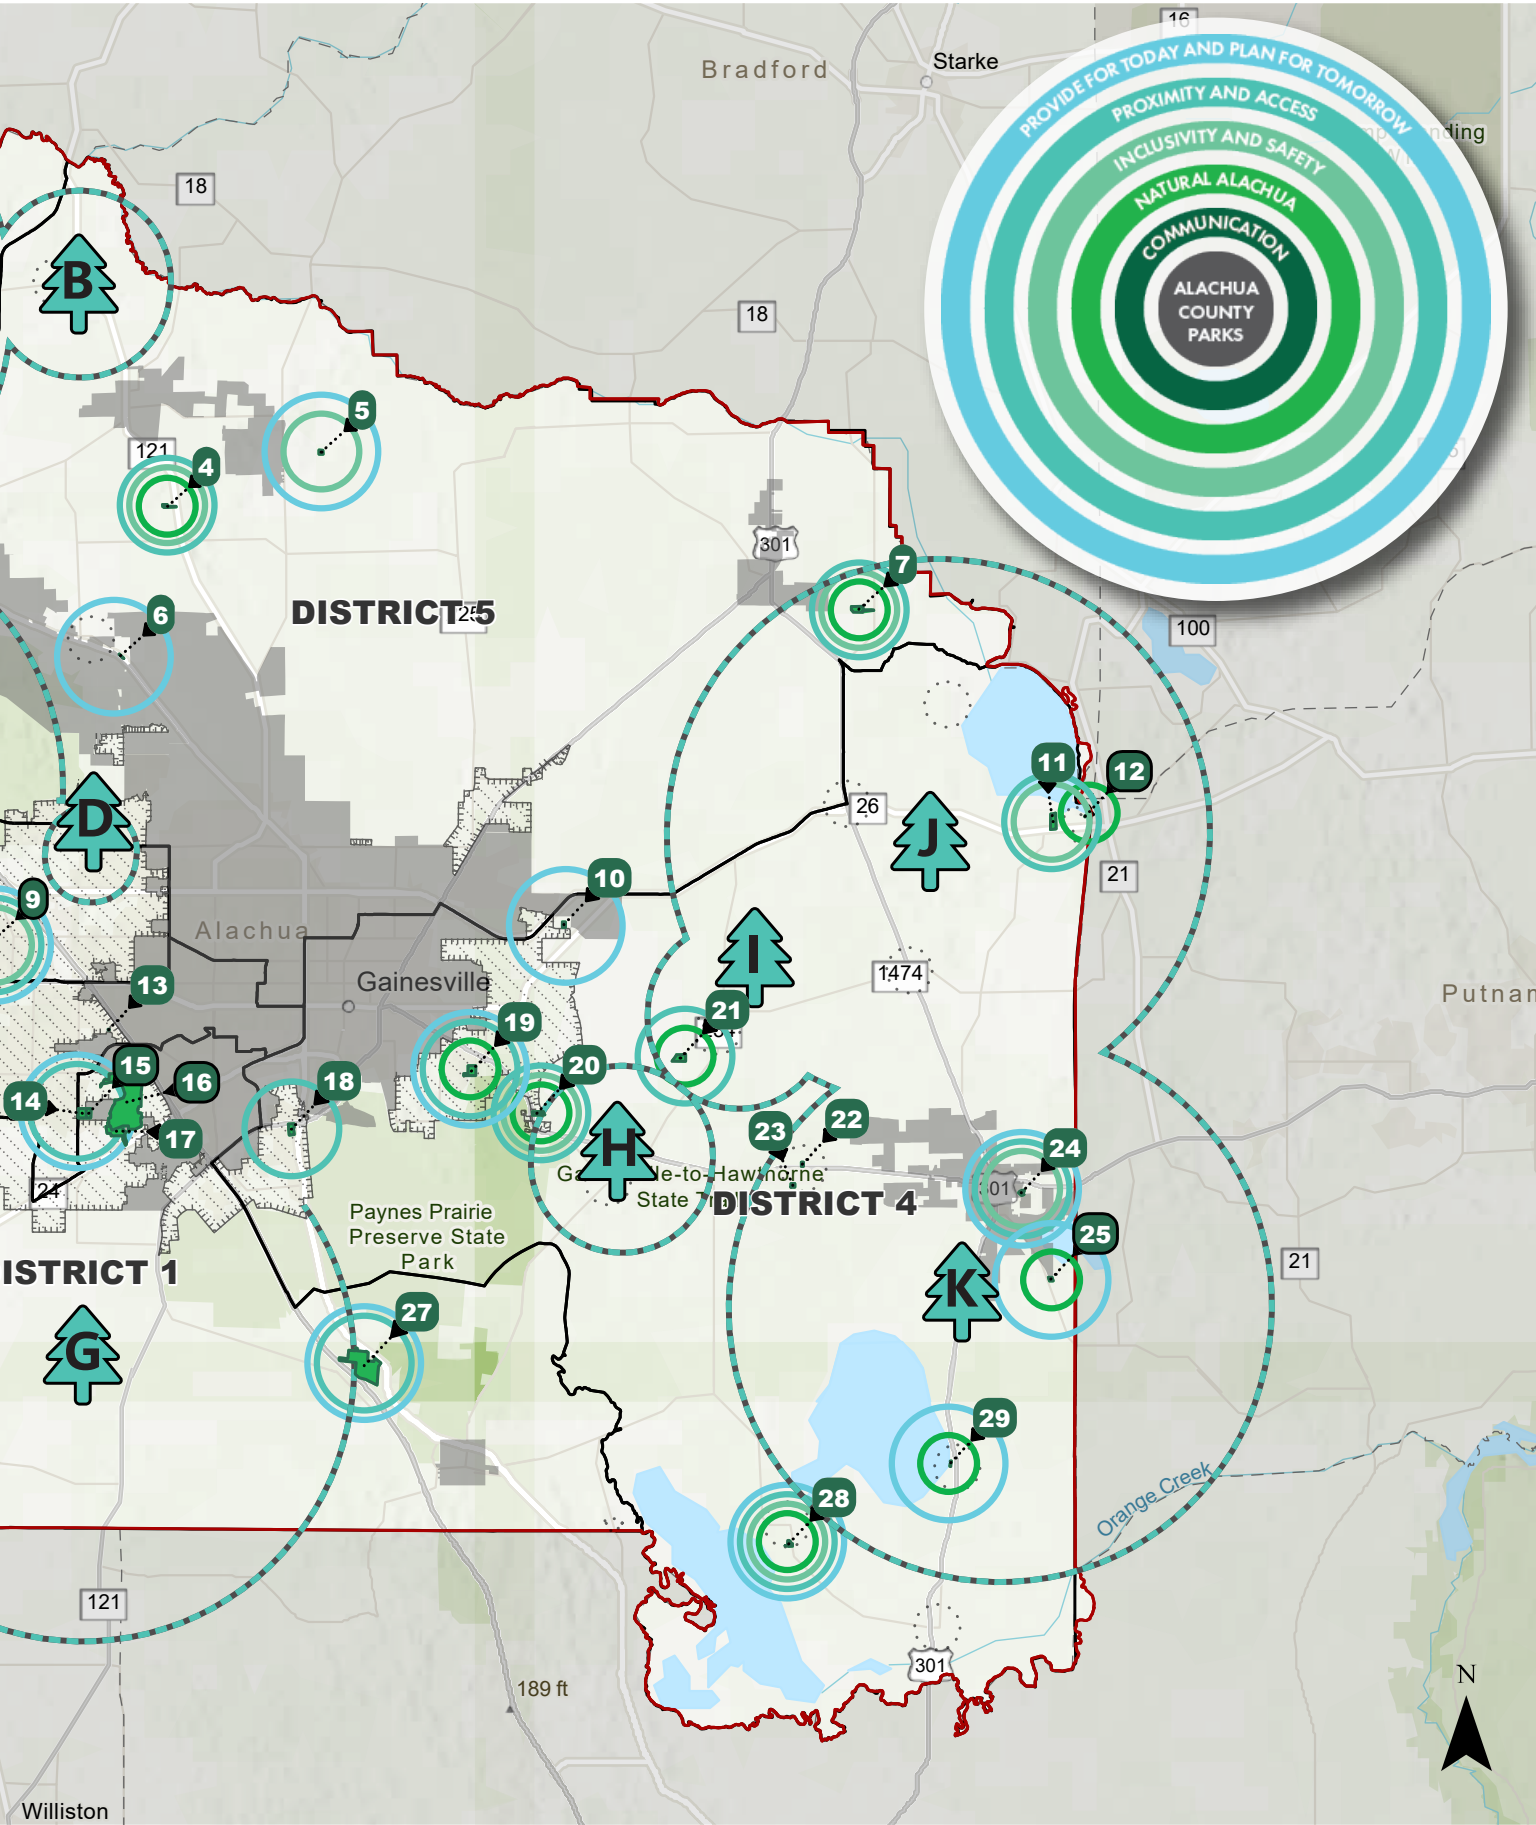 16
Bradford
Starke
PROVIDE FOR TODAY AND PLAN FOR TOMORROW
PROXIMITY AND ACCESS
INCLUSIVITY AND SAFETY
NATURAL ALACHUA
COMMUNICATION
ALACHUA
COUNTY
PARKS
18
B
18
5
121
4
301
7
6
DISTRICT 5
25
100
11
12
26
D
J
21
10
9
Alachua
I
Gainesville
1474
13
Putnam
21
19
15
20
16
18
14
22
23
17
H
24
24
State
301
DISTRICT 4
Paynes Prairie
Preserve State
Park
25
21
ISTRICT 1
K
27
G
29
28
Orange Creek
121
301
189 ft
N
Williston